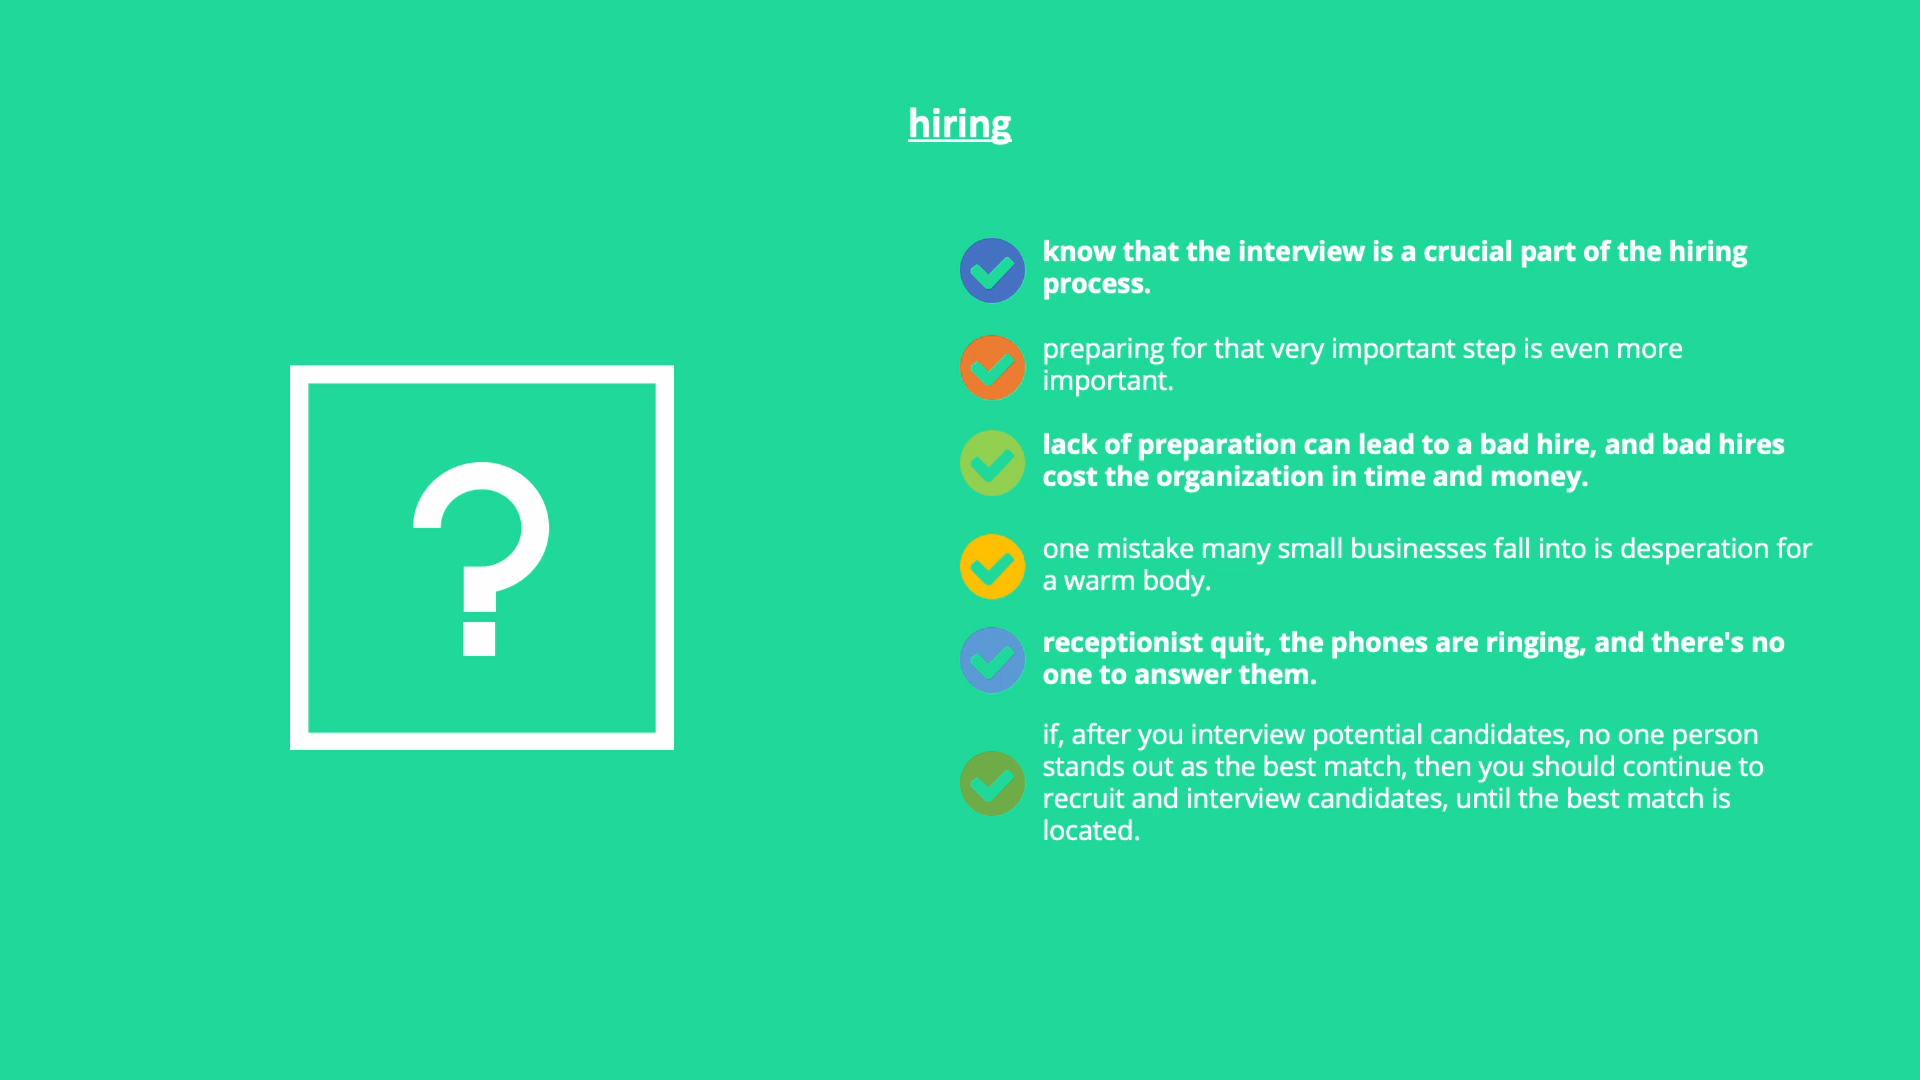 hiring
know that the interview is a crucial part of the hiring
process.
preparing for that very important step is even more
important.
lack of preparation can lead to a bad hire, and bad hires
cost the organization in time and money.
one mistake many small businesses fall into is desperation for
a warm body.
receptionist quit, the phones are ringing, and there's no
one to answer them.
if, after you interview potential candidates, no one person
stands out as the best match, then you should continue to
recruit and interview candidates, until the best match is
located.
?